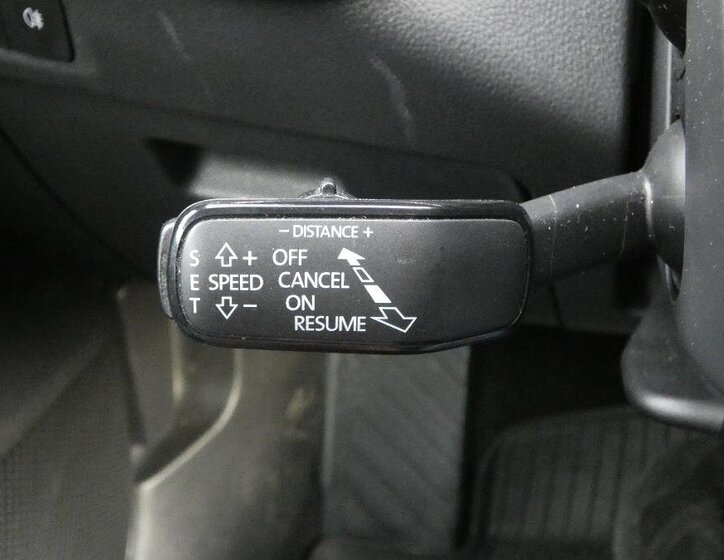 − DISTANCE +
S + OFF
E SPEED CANCEL
T − ON
RESUME